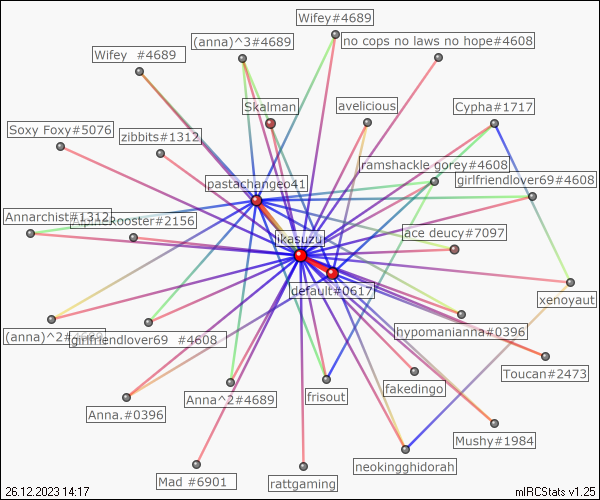 Wifey#4689
(anna)^3#4689
no cops no laws no hope#4608
Wifey #4689
Skalman
avelicious
Cypha#1717
Soxy Foxy#5076
zibbits#1312
ramshackle gorey#4608
pastachangeo41
girlfriendlover69#4608
Annarchist#1312
AlpineRooster#2156
ace deucy#7097
ikasuzu
default#0617
xenoyaut
hypomanianna#0396
(anna)^2#4689
girlfriendlover69 #4608
Toucan#2473
fakedingo
Anna^2#4689
frisout
Anna.#0396
Mushy#1984
neokingghidorah
Mad #6901
rattgaming
26.12.2023 14:17
mIRCStats v1.25